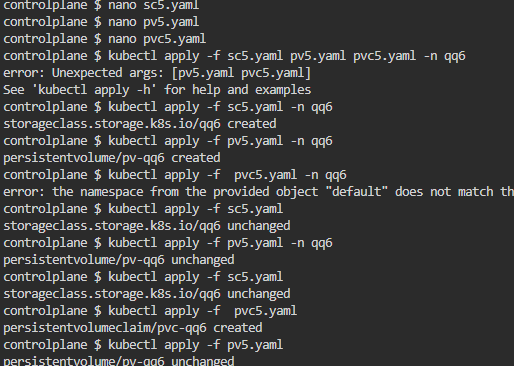 controlplane $ nano sc5.yaml
controlplane $ nano pv5.yaml
controlplane $ nano pvc5.yaml
controlplane $ kubectl apply -f sc5.yaml pv5.yaml pvc5.yaml -n qq6
error: Unexpected args: [pv5.yaml pvc5.yaml]
See 'kubectl apply -h' for help and examples
controlplane $ kubectl apply -f sc5.yaml -n qq6
storageclass.storage.k8s.io/qq6 created
controlplane $ kubectl apply -f pv5.yaml -n qq6
persistentvolume/pv-qq6 created
controlplane $ kubectl apply -f  pvc5.yaml -n qq6
error: the namespace from the provided object "default" does not match th
controlplane $ kubectl apply -f sc5.yaml
storageclass.storage.k8s.io/qq6 unchanged
controlplane $ kubectl apply -f pv5.yaml -n qq6
persistentvolume/pv-qq6 unchanged
controlplane $ kubectl apply -f sc5.yaml
storageclass.storage.k8s.io/qq6 unchanged
controlplane $ kubectl apply -f  pvc5.yaml
persistentvolumeclaim/pvc-qq6 created
controlplane $ kubectl apply -f pv5.yaml
persistentvolume/pv-qq6 unchanged